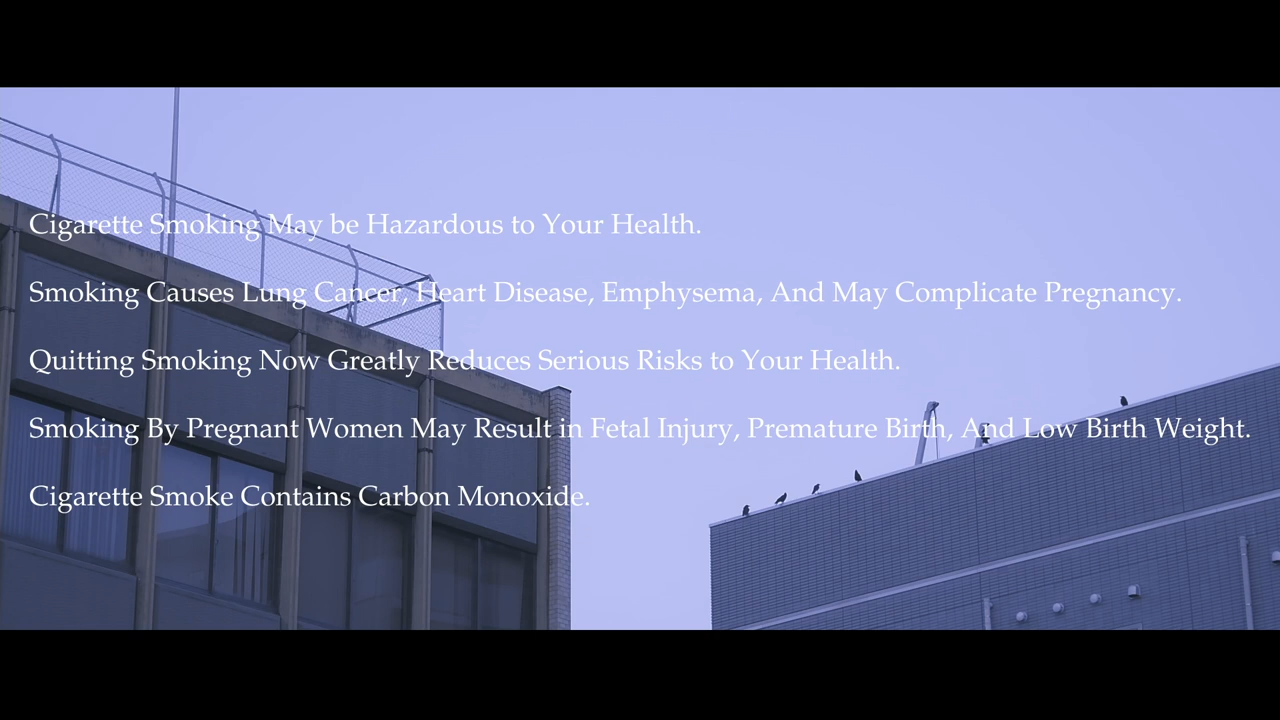 Cigarette Smoking May be Hazardous to Your Health.
Smoking Causes Lung Cancer, Heart Disease, Emphysema, And May Complicate Pregnancy.
Quitting Smoking Now Greatly Reduces Serious Risks to Your Health.
Smoking By Pregnant Women May Result in Fetal Injury, Premature Birth, And Low Birth Weight.
Cigarette Smoke Contains Carbon Monoxide.